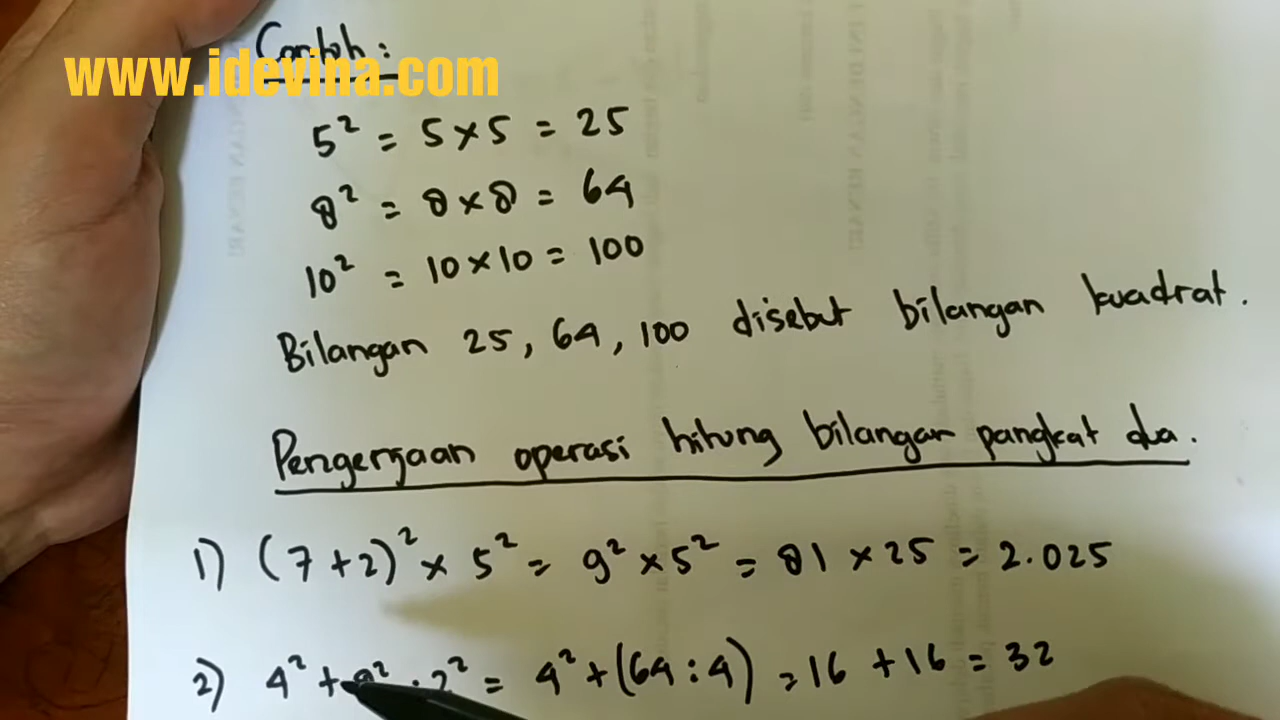 Contoh:
www.idevina.com
5² = 5 × 5 = 25
8² = 8 × 8 = 64
10² = 10 × 10 = 100
Bilangan 25, 64, 100 disebut bilangan kuadrat.
Pengerjaan operasi hitung bilangan pangkat dua.
1) (7 + 2)² × 5² = 9² × 5² = 81 × 25 = 2.025
2) 4² + 8² : 2² = 4² + (64 : 4) = 16 + 16 = 32